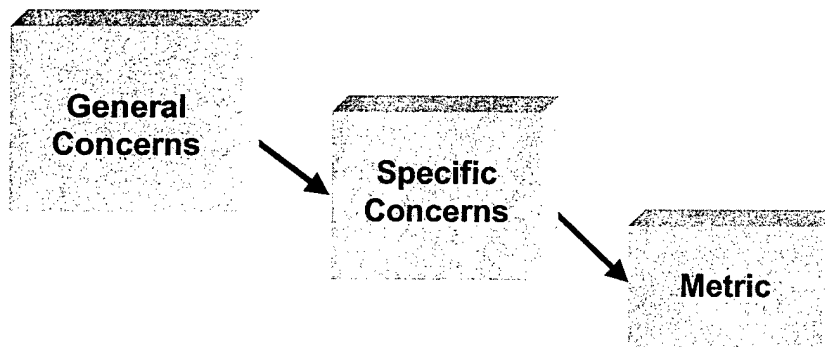 General
Concerns
Specific
Concerns
Metric